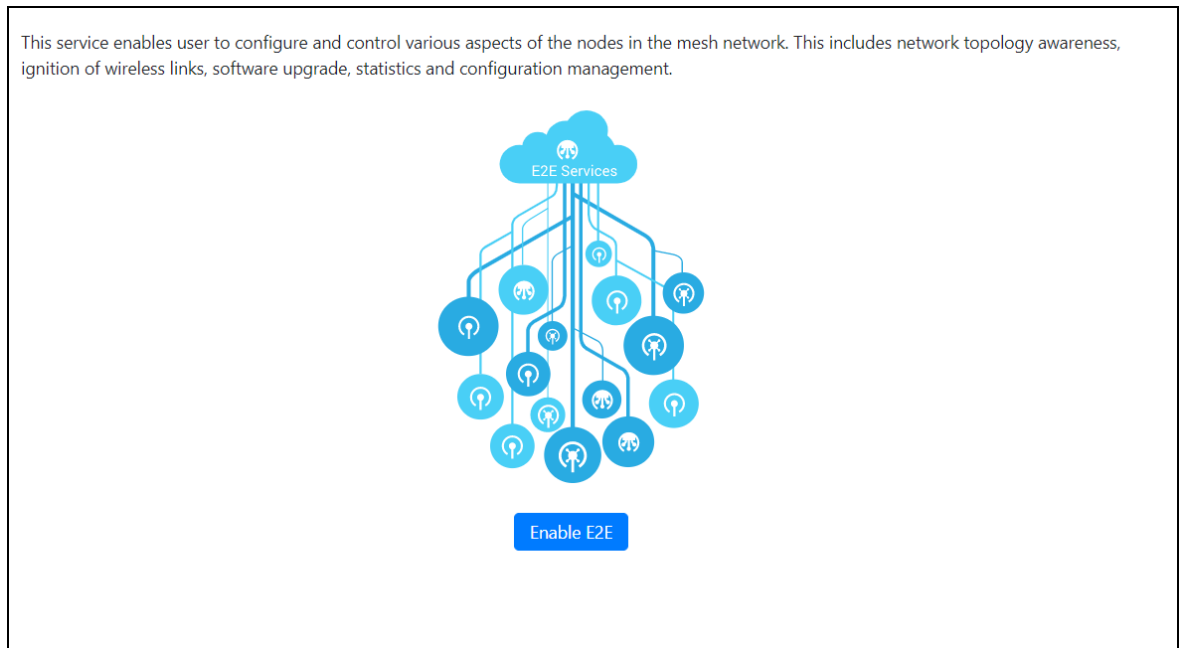 This service enables user to configure and control various aspects of the nodes in the mesh network. This includes network topology awareness,
ignition of wireless links, software upgrade, statistics and configuration management.
E2E Services
Enable E2E